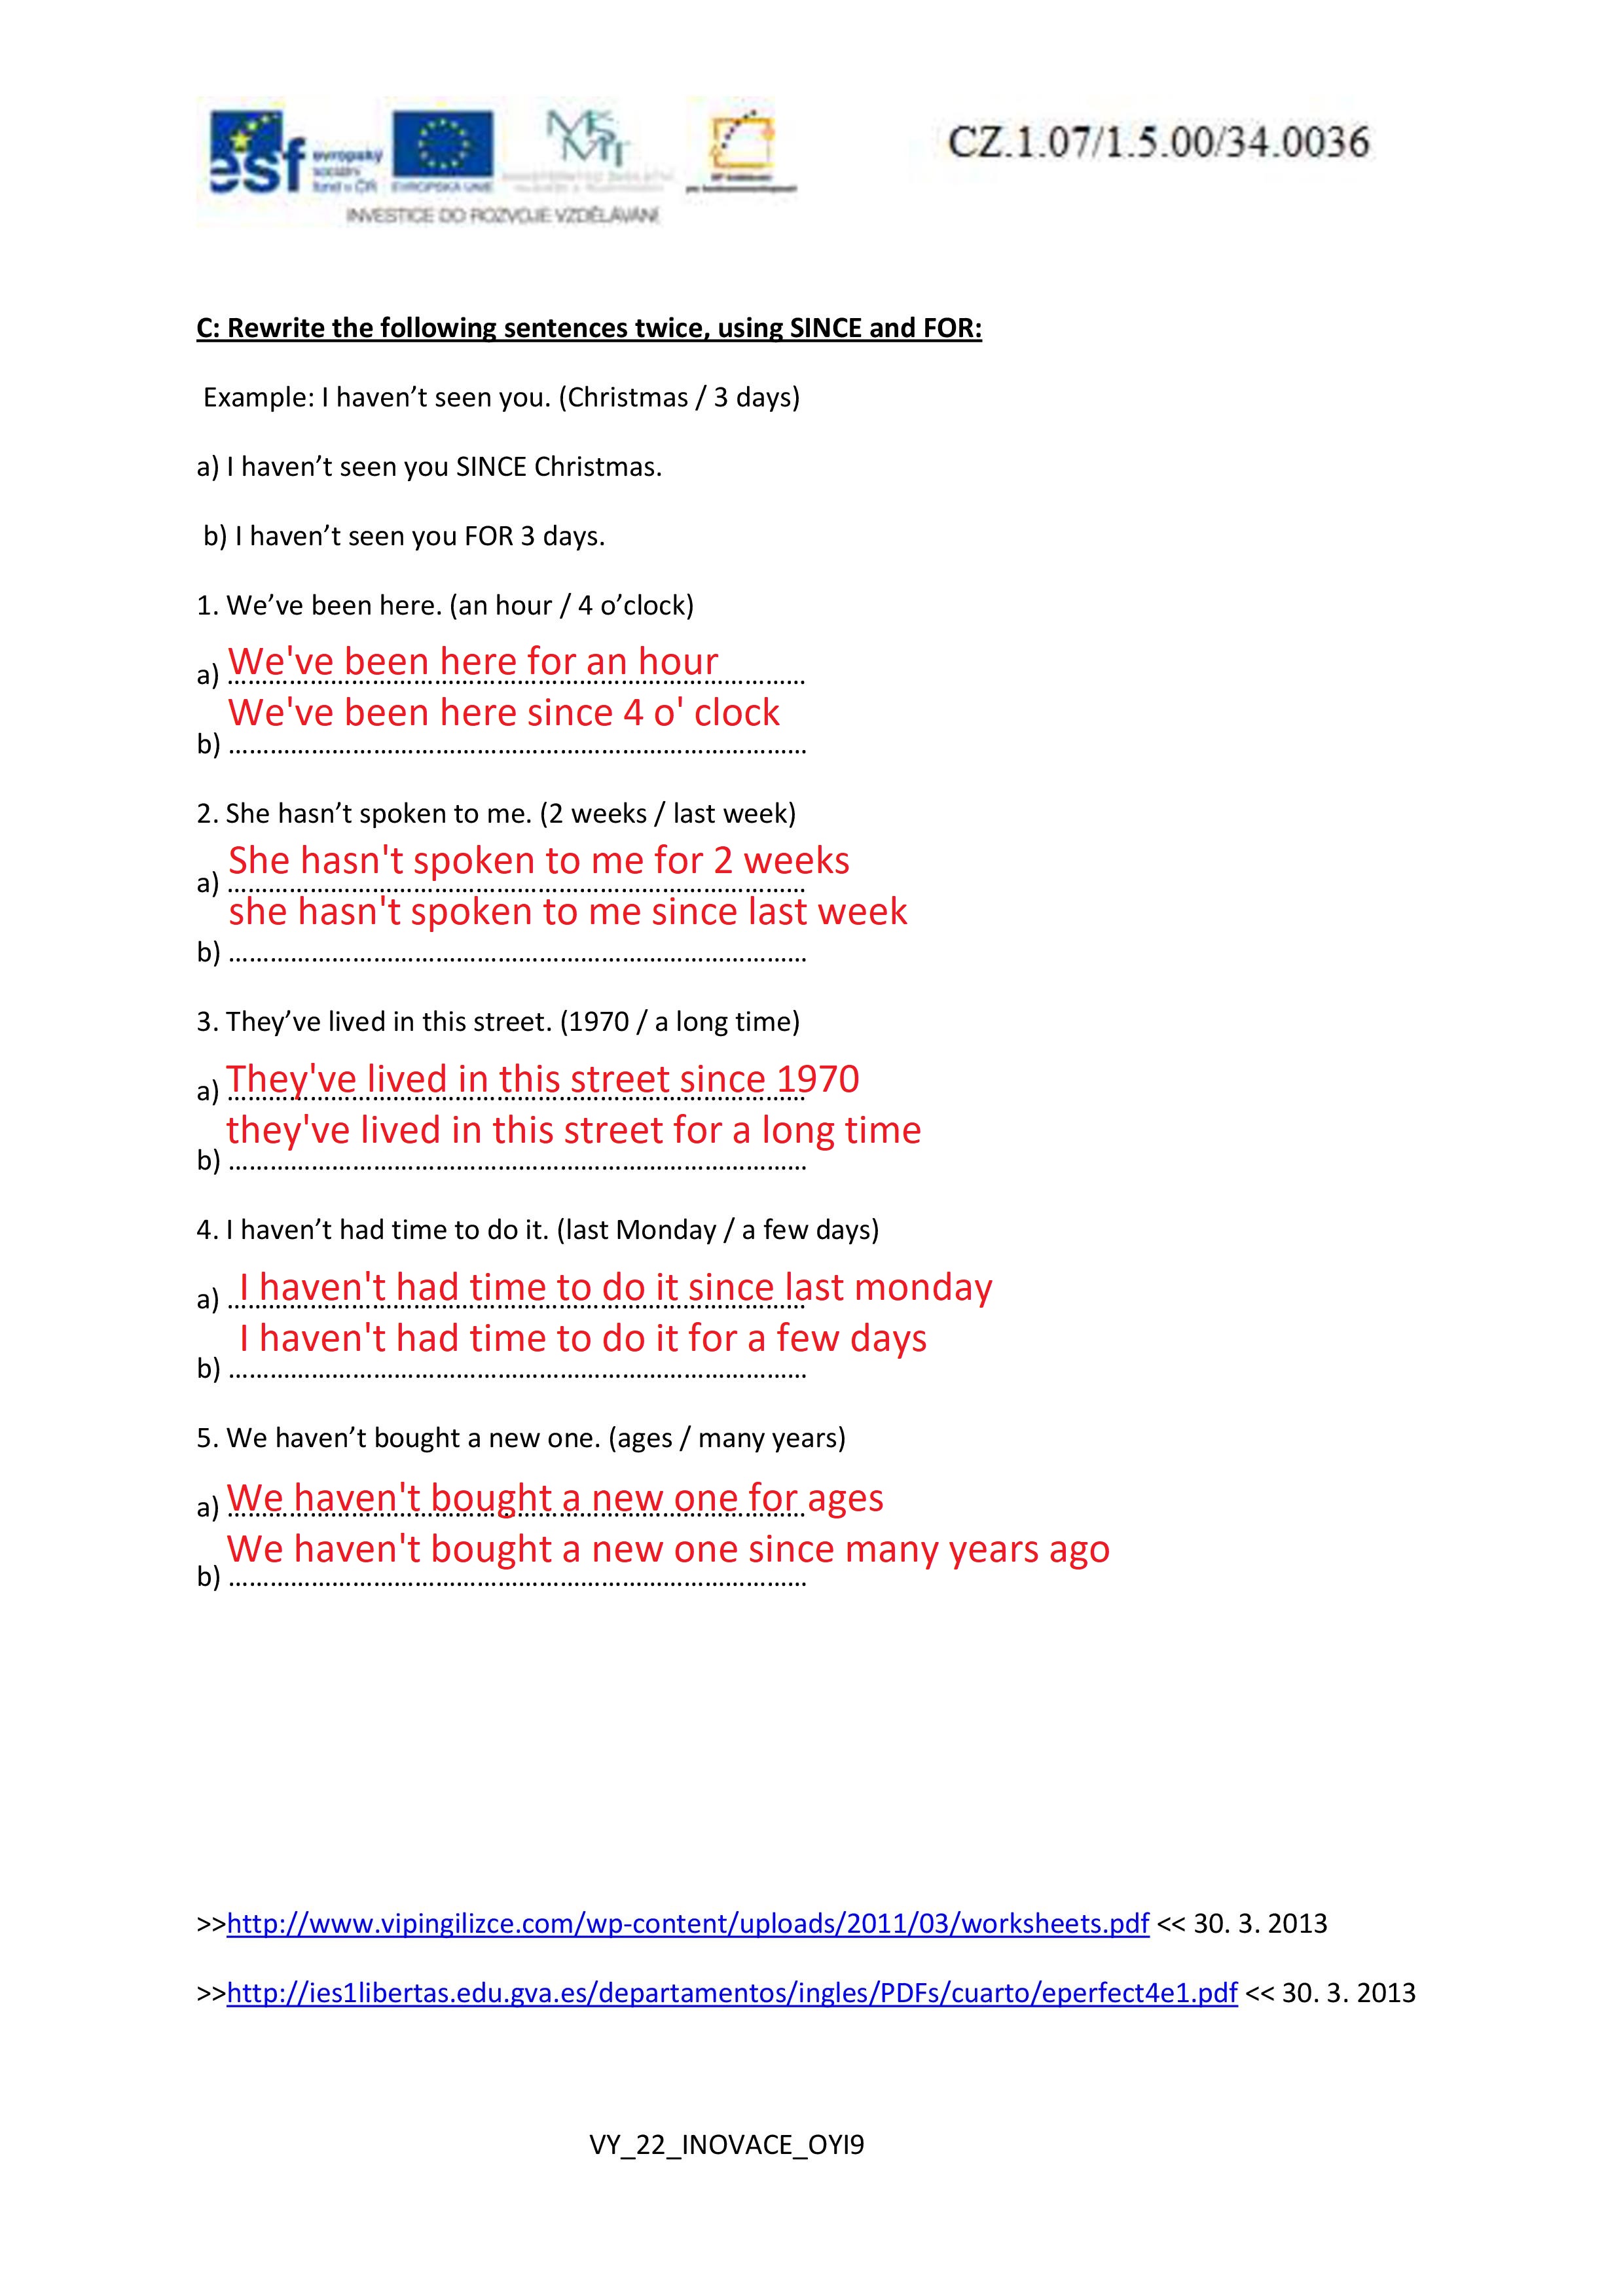 esf evropský sociální fond v ČR EVROPSKÁ UNIE
INVESTICE DO ROZVOJE VZDĚLÁVÁNÍ
CZ.1.07/1.5.00/34.0036
C: Rewrite the following sentences twice, using SINCE and FOR:
Example: I haven’t seen you. (Christmas / 3 days)
a) I haven’t seen you SINCE Christmas.
b) I haven’t seen you FOR 3 days.
1. We’ve been here. (an hour / 4 o’clock)
a) We've been here for an hour
b) We've been here since 4 o' clock
2. She hasn’t spoken to me. (2 weeks / last week)
a) She hasn't spoken to me for 2 weeks
b) she hasn't spoken to me since last week
3. They’ve lived in this street. (1970 / a long time)
a) They've lived in this street since 1970
b) they've lived in this street for a long time
4. I haven’t had time to do it. (last Monday / a few days)
a) I haven't had time to do it since last monday
b) I haven't had time to do it for a few days
5. We haven’t bought a new one. (ages / many years)
a) We haven't bought a new one for ages
b) We haven't bought a new one since many years ago
>>http://www.vipingilizce.com/wp-content/uploads/2011/03/worksheets.pdf << 30. 3. 2013
>>http://ies1libertas.edu.gva.es/departamentos/ingles/PDFs/cuarto/eperfect4e1.pdf << 30. 3. 2013
VY_22_INOVACE_OYI9